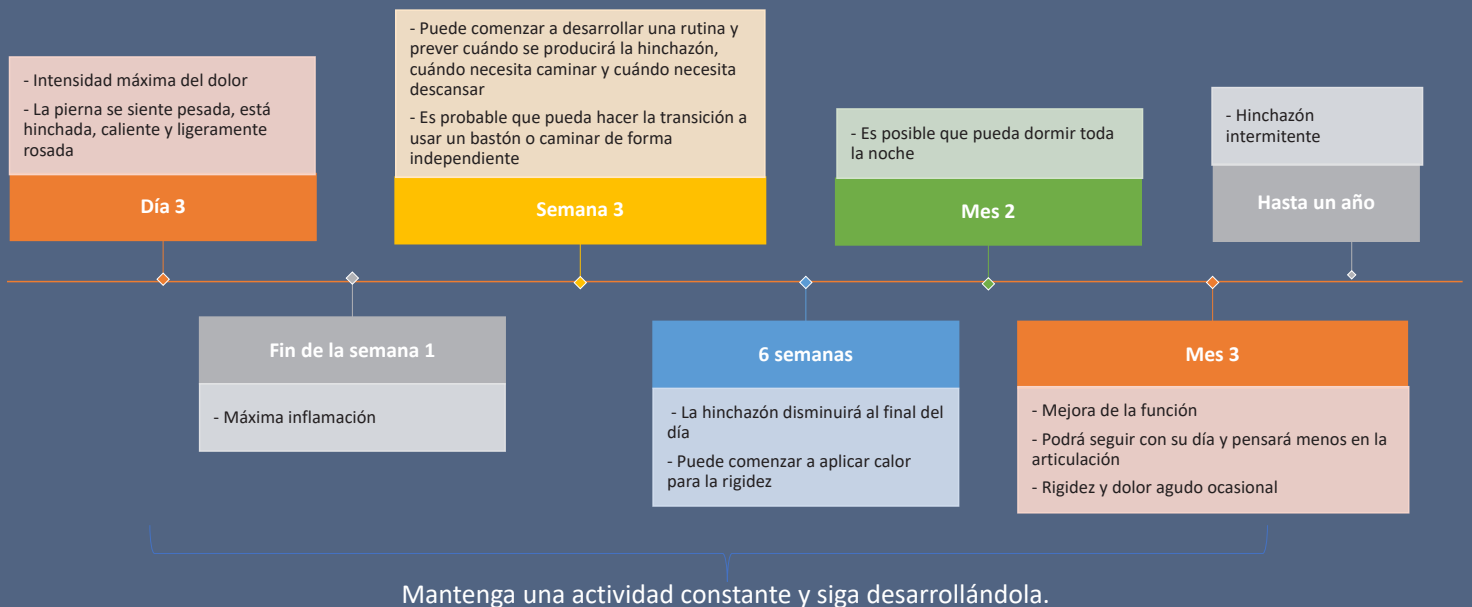 - Intensidad máxima del dolor
- La pierna se siente pesada, está
hinchada, caliente y ligeramente
rosada
Día 3
Fin de la semana 1
- Máxima inflamación
- Puede comenzar a desarrollar una rutina y
prever cuándo se producirá la hinchazón,
cuándo necesita caminar y cuándo necesita
descansar
- Es probable que pueda hacer la transición a
usar un bastón o caminar de forma
independiente
Semana 3
6 semanas
- La hinchazón disminuirá al final del
día
- Puede comenzar a aplicar calor
para la rigidez
- Es posible que pueda dormir toda
la noche
Mes 2
Mes 3
- Mejora de la función
- Podrá seguir con su día y pensará menos en la
articulación
- Rigidez y dolor agudo ocasional
- Hinchazón
intermitente
Hasta un año
Mantenga una actividad constante y siga desarrollándola.